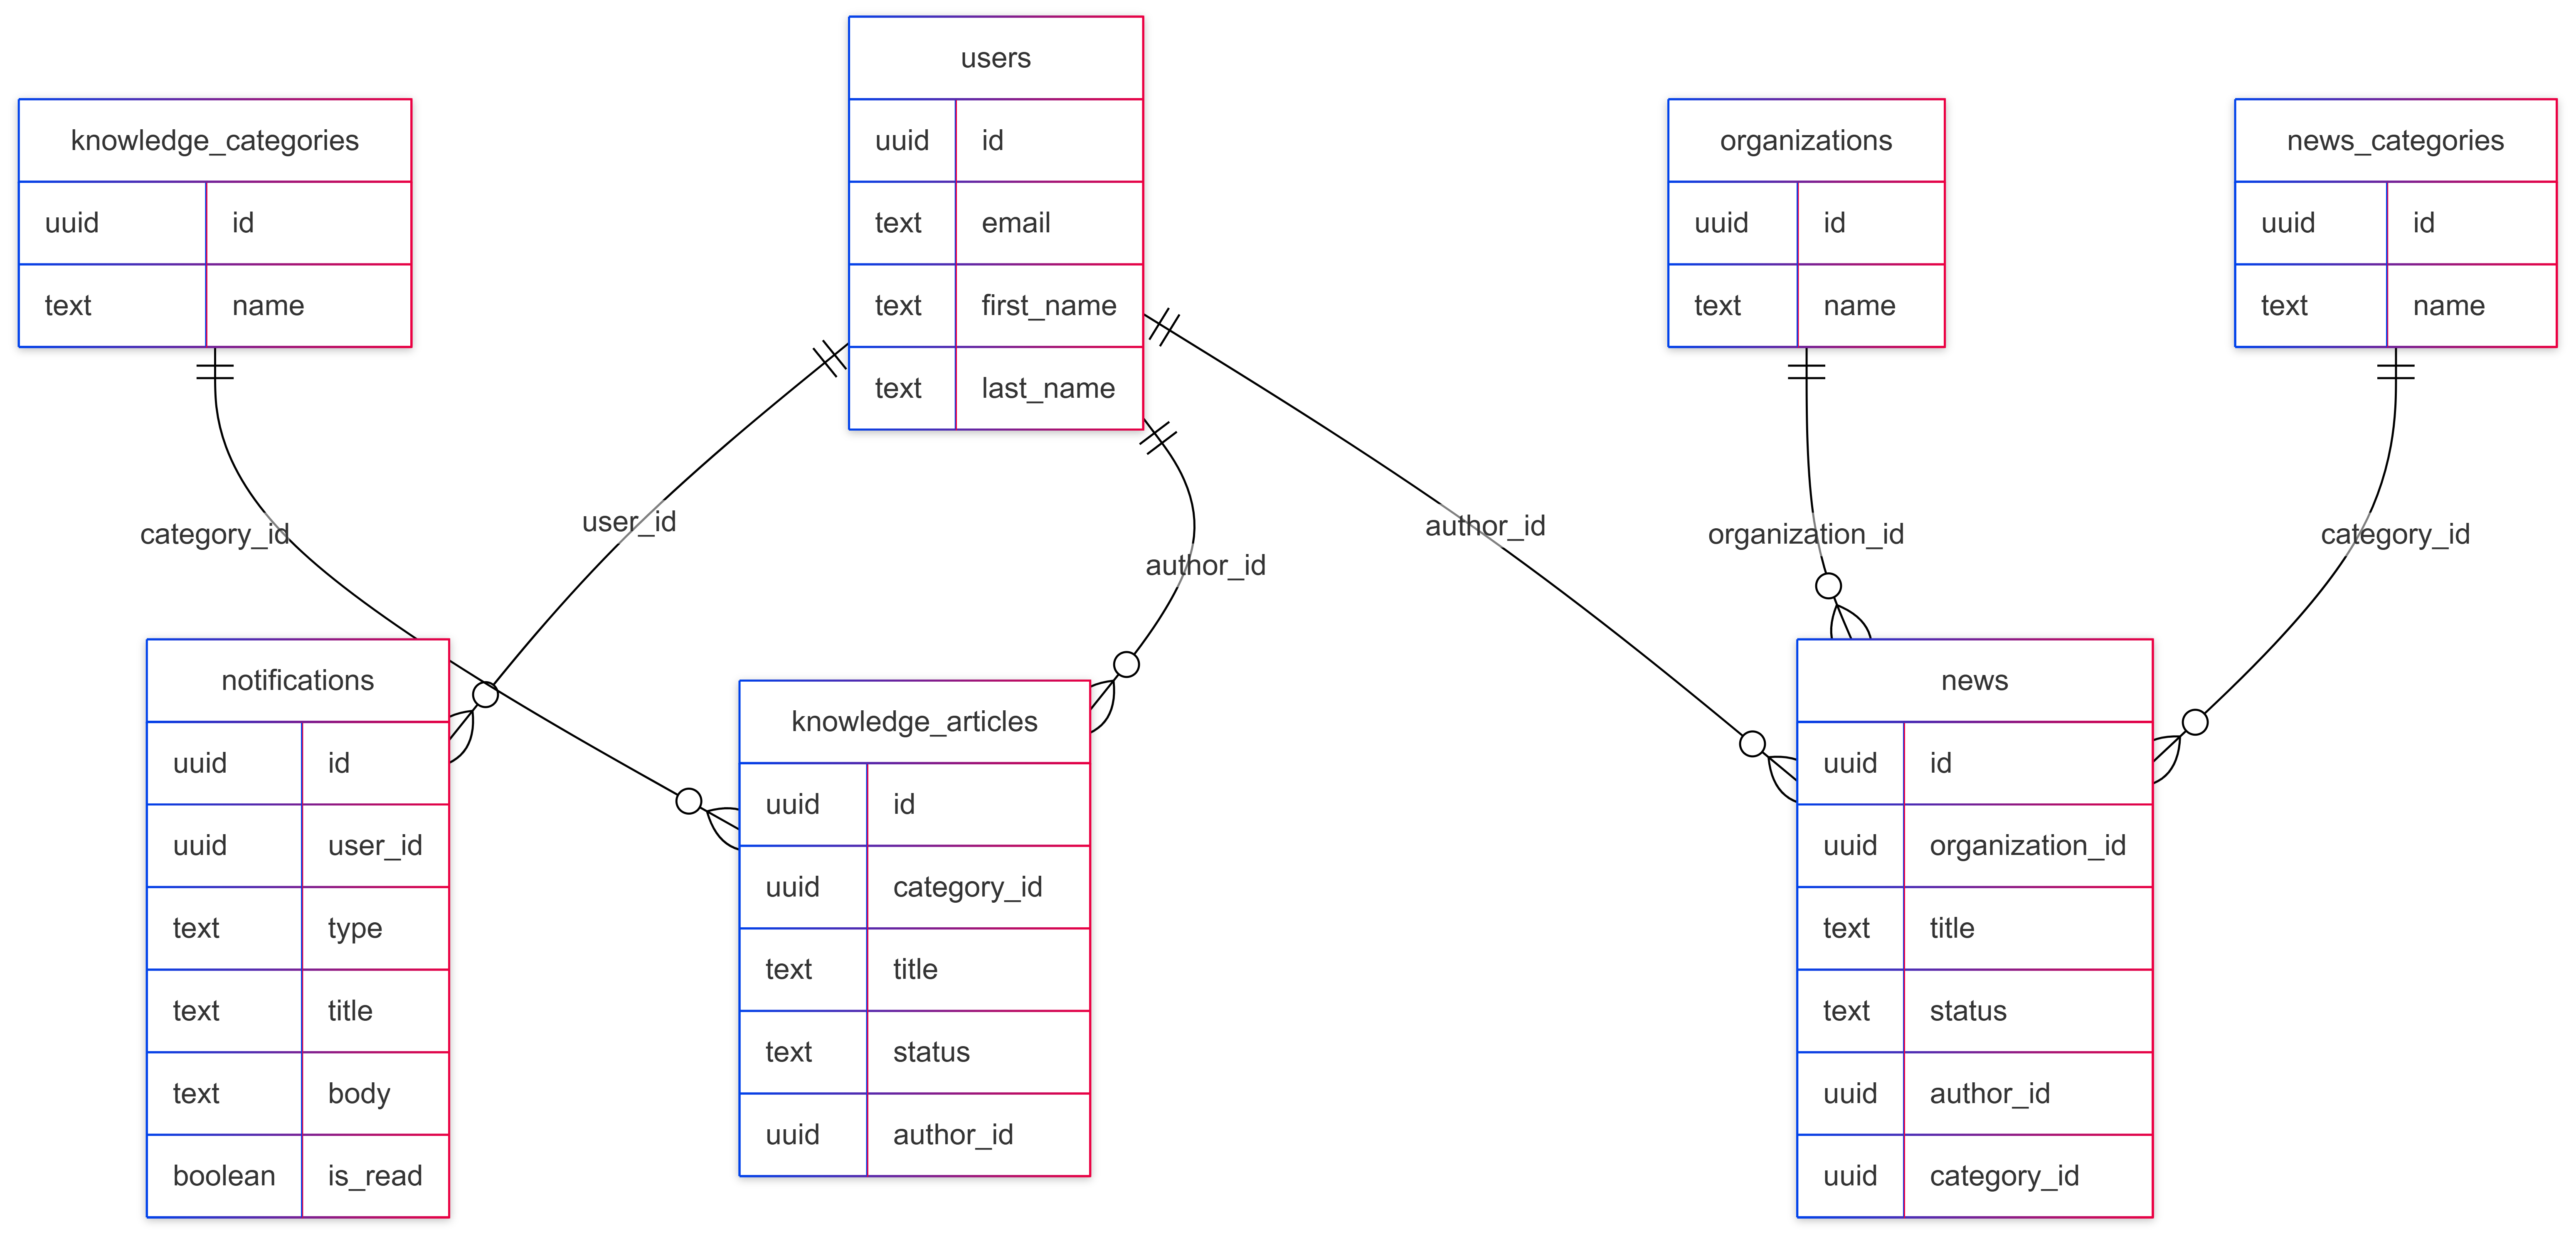 users
uuid id
text email
text first_name
text last_name
knowledge_categories
uuid id
text name
organizations
uuid id
text name
news_categories
uuid id
text name
category_id
user_id
author_id
author_id
organization_id
category_id
notifications
uuid id
uuid user_id
text type
text title
text body
boolean is_read
knowledge_articles
uuid id
uuid category_id
text title
text status
uuid author_id
news
uuid id
uuid organization_id
text title
text status
uuid author_id
uuid category_id